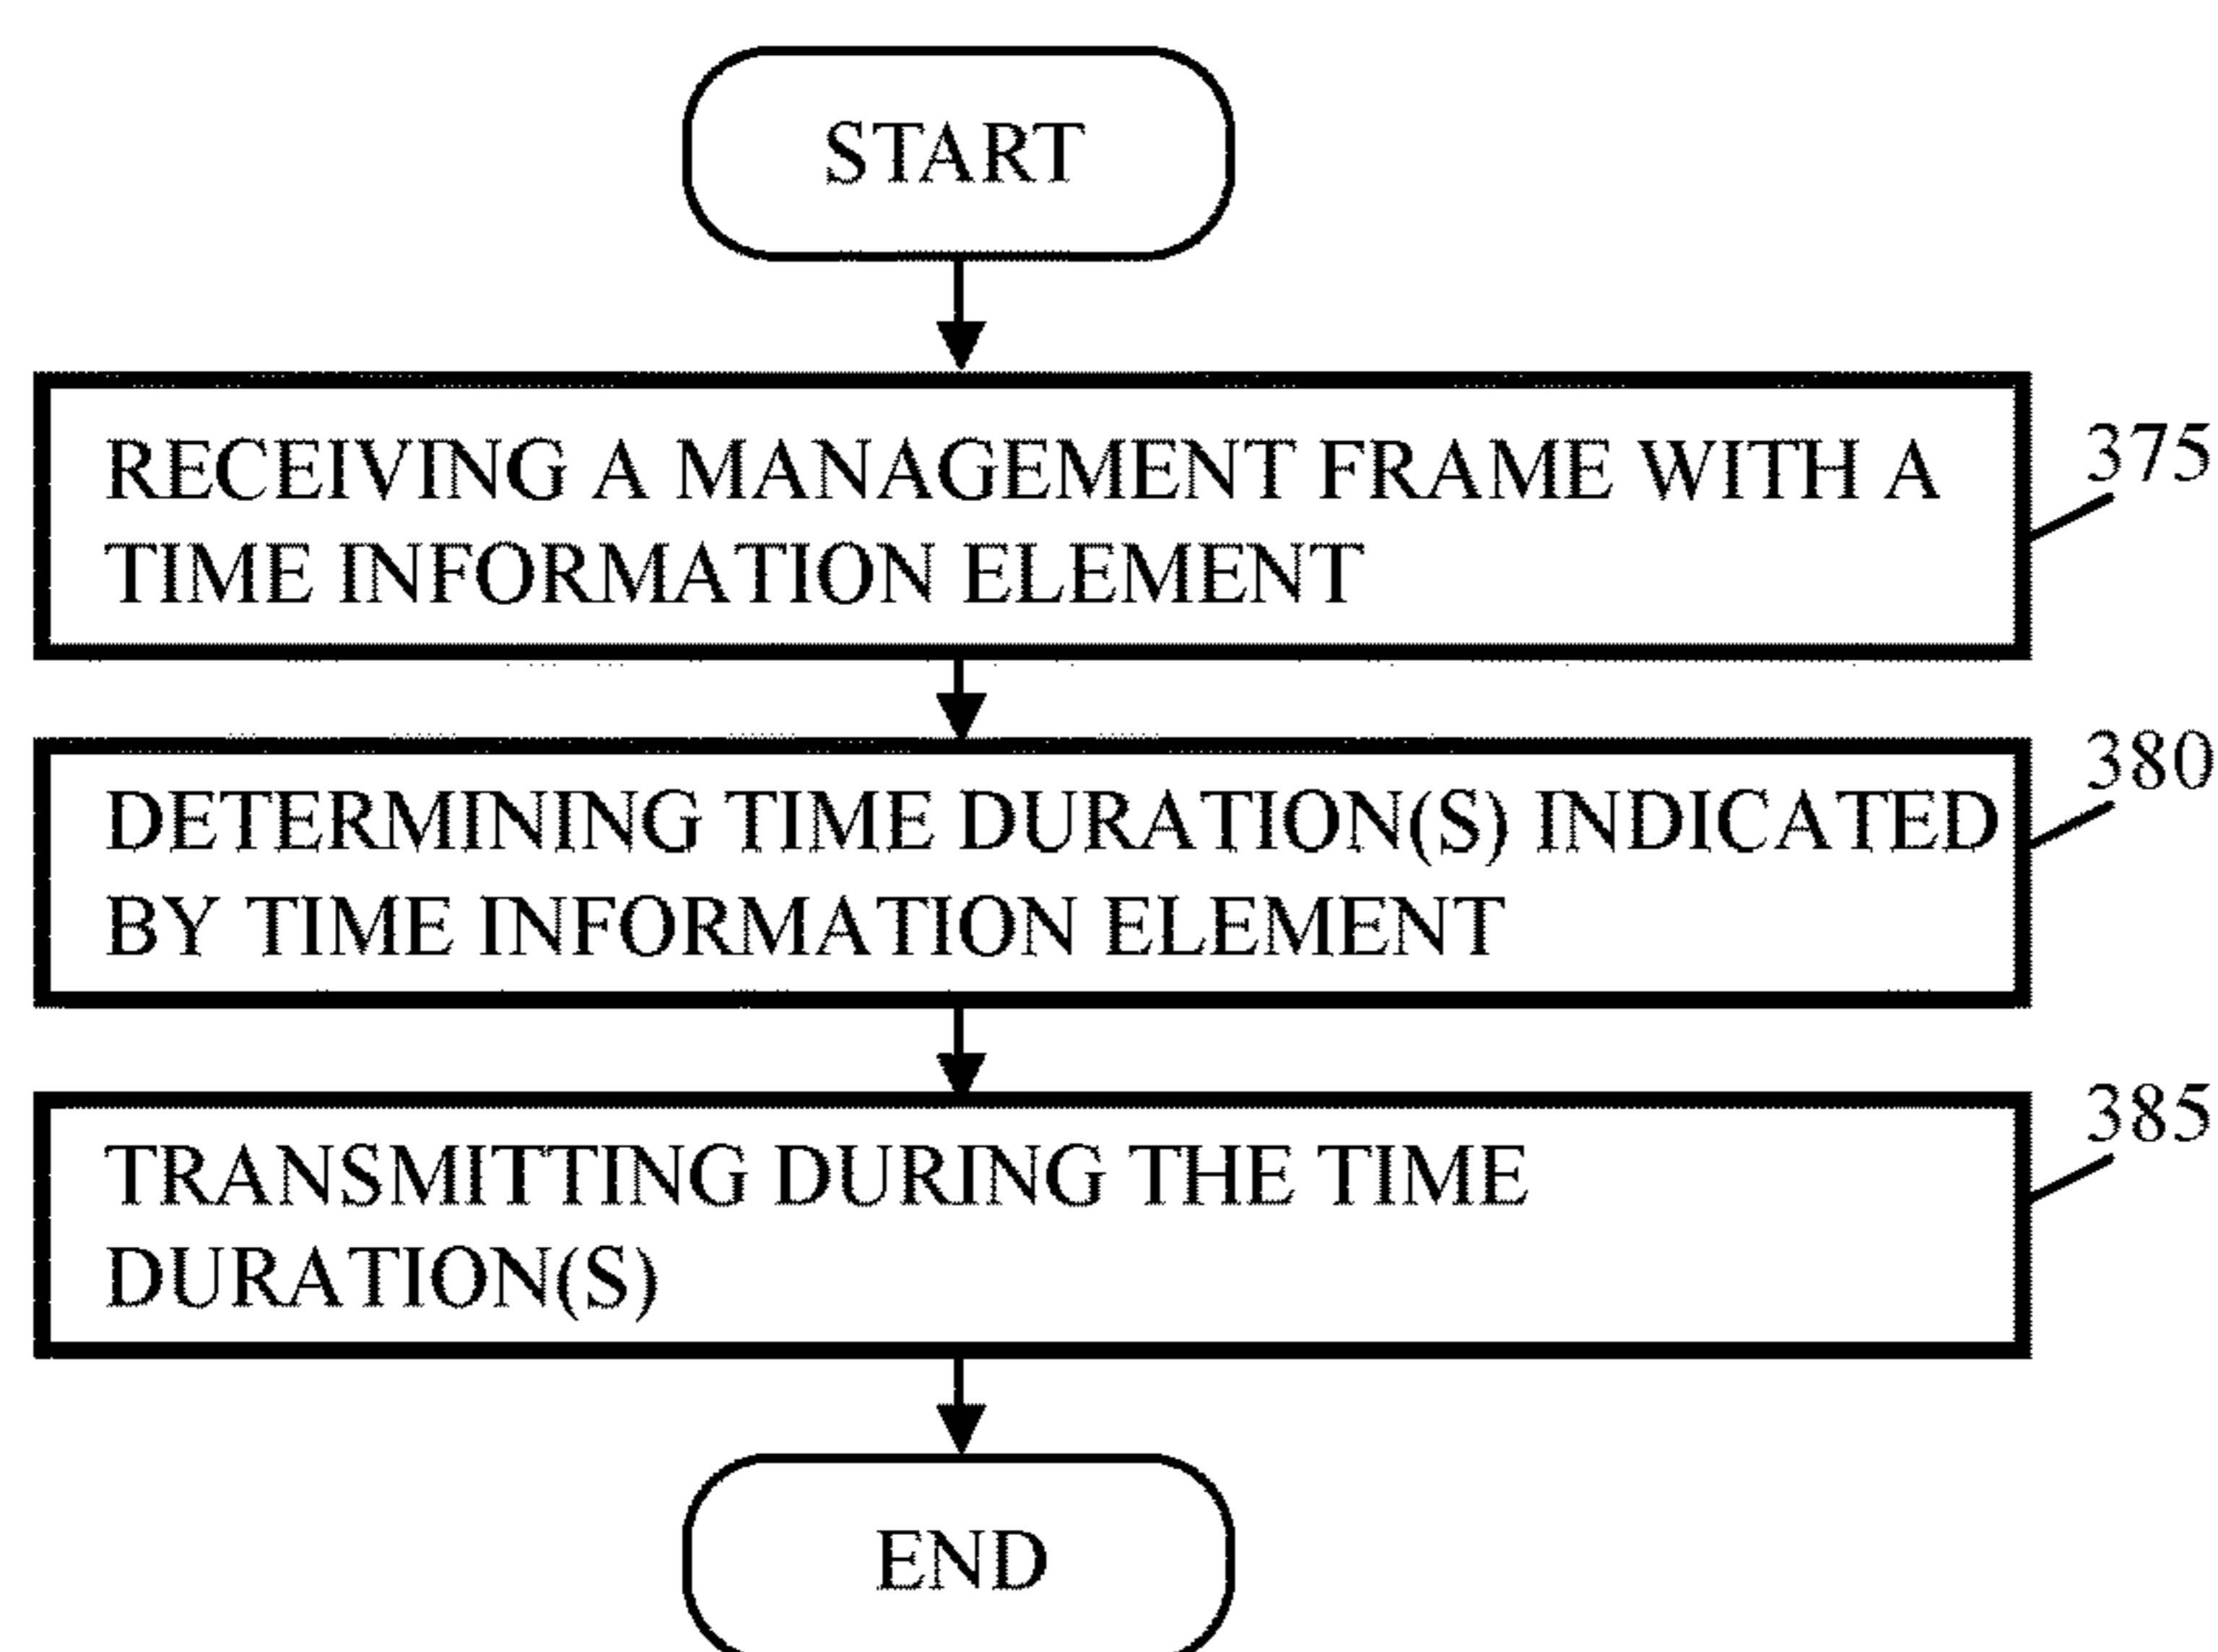 START
RECEIVING A MANAGEMENT FRAME WITH A
TIME INFORMATION ELEMENT
375
DETERMINING TIME DURATION(S) INDICATED
BY TIME INFORMATION ELEMENT
380
TRANSMITTING DURING THE TIME
DURATION(S)
385
END